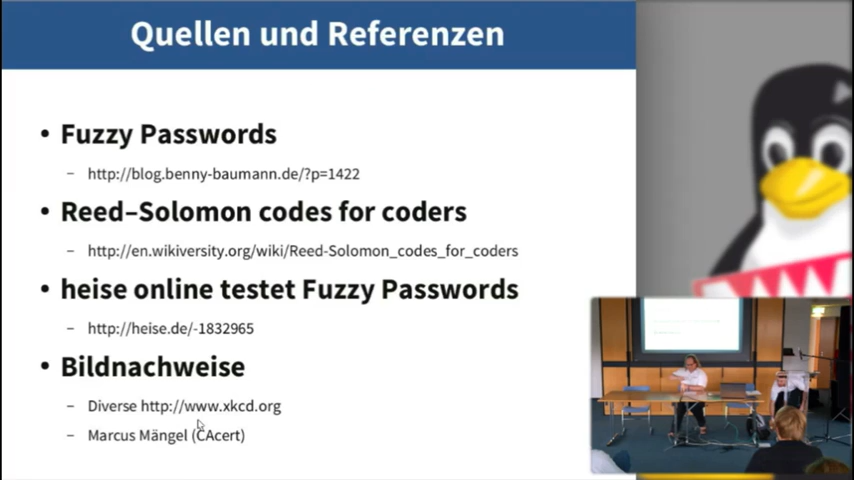 Quellen und Referenzen
• Fuzzy Passwords
– http://blog.benny-baumann.de/?p=1422
• Reed–Solomon codes for coders
– http://en.wikiversity.org/wiki/Reed-Solomon_codes_for_coders
• heise online testet Fuzzy Passwords
– http://heise.de/-1832965
• Bildnachweise
– Diverse http://www.xkcd.org
– Marcus Mängel (CAcert)